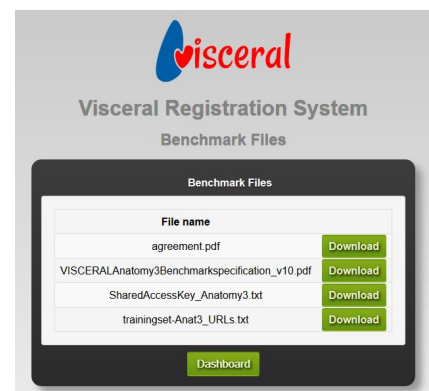 visceral
Visceral Registration System
Benchmark Files
Benchmark Files
File name
agreement.pdf Download
VISCERALAnatomy3Benchmarkspecification_v10.pdf Download
SharedAccessKey_Anatomy3.txt Download
trainingset-Anat3_URLs.txt Download
Dashboard